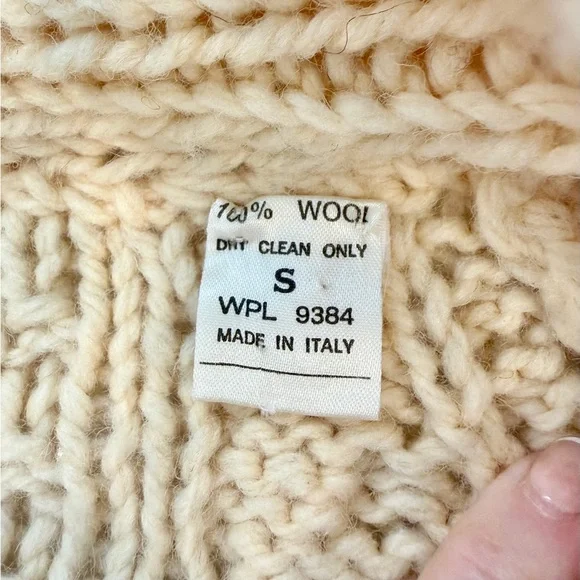 100% WOOL
DRY CLEAN ONLY
S
WPL 9384
MADE IN ITALY